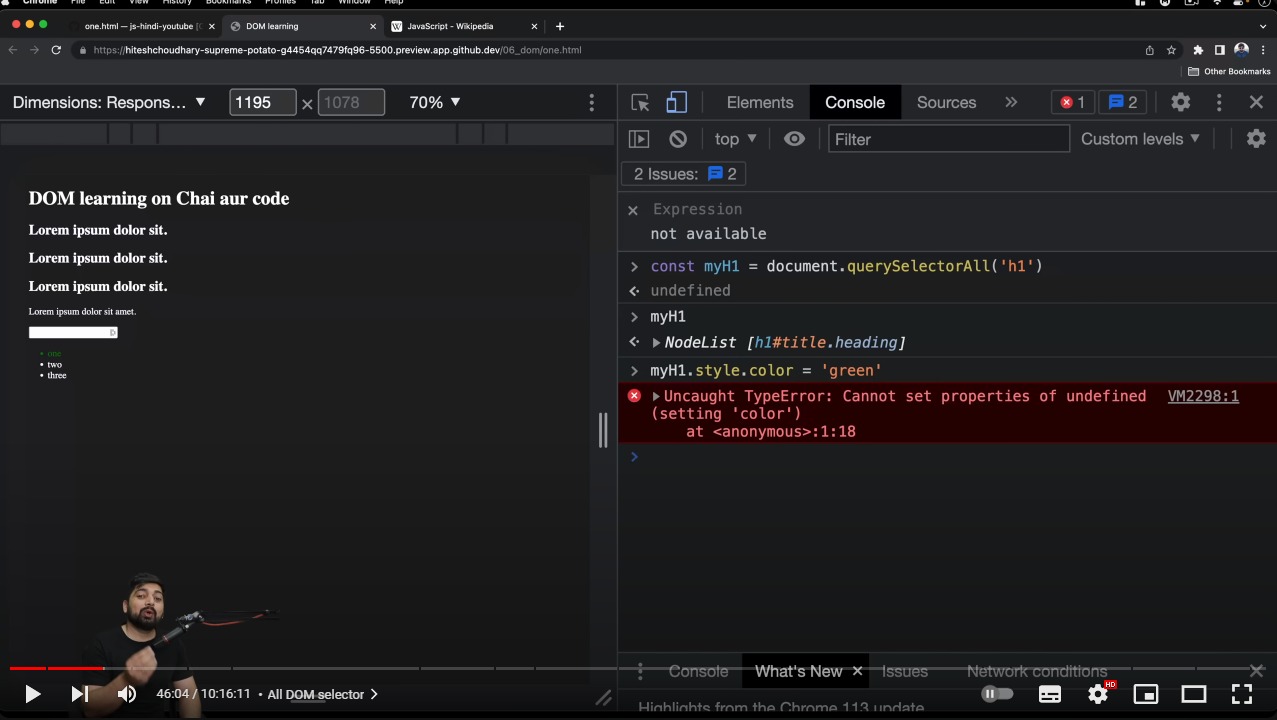 Chrome File Edit View History Bookmarks Profiles Tab Window Help
one.html — js-hindi-youtube [
DOM learning
JavaScript - Wikipedia
https://hiteshchoudhary-supreme-potato-g4454qq7479fq96-5500.preview.app.github.dev/06_dom/one.html
Other Bookmarks
Dimensions: Respons... ▼ 1195 × 1078 70% ▼
Elements Console Sources » 1 2
top ▼ Filter Custom levels ▼
2 Issues: 2
Expression
not available
DOM learning on Chai aur code
Lorem ipsum dolor sit.
Lorem ipsum dolor sit.
Lorem ipsum dolor sit.
Lorem ipsum dolor sit amet.
one
two
three
> const myH1 = document.querySelectorAll('h1')
undefined
> myH1
NodeList [h1#title.heading]
> myH1.style.color = 'green'
Uncaught TypeError: Cannot set properties of undefined VM2298:1
(setting 'color')
at <anonymous>:1:18
>
Console What's New × Issues Network conditions
Highlights from the Chrome 113 update
46:04 / 10:16:11 • All DOM selector >
HD